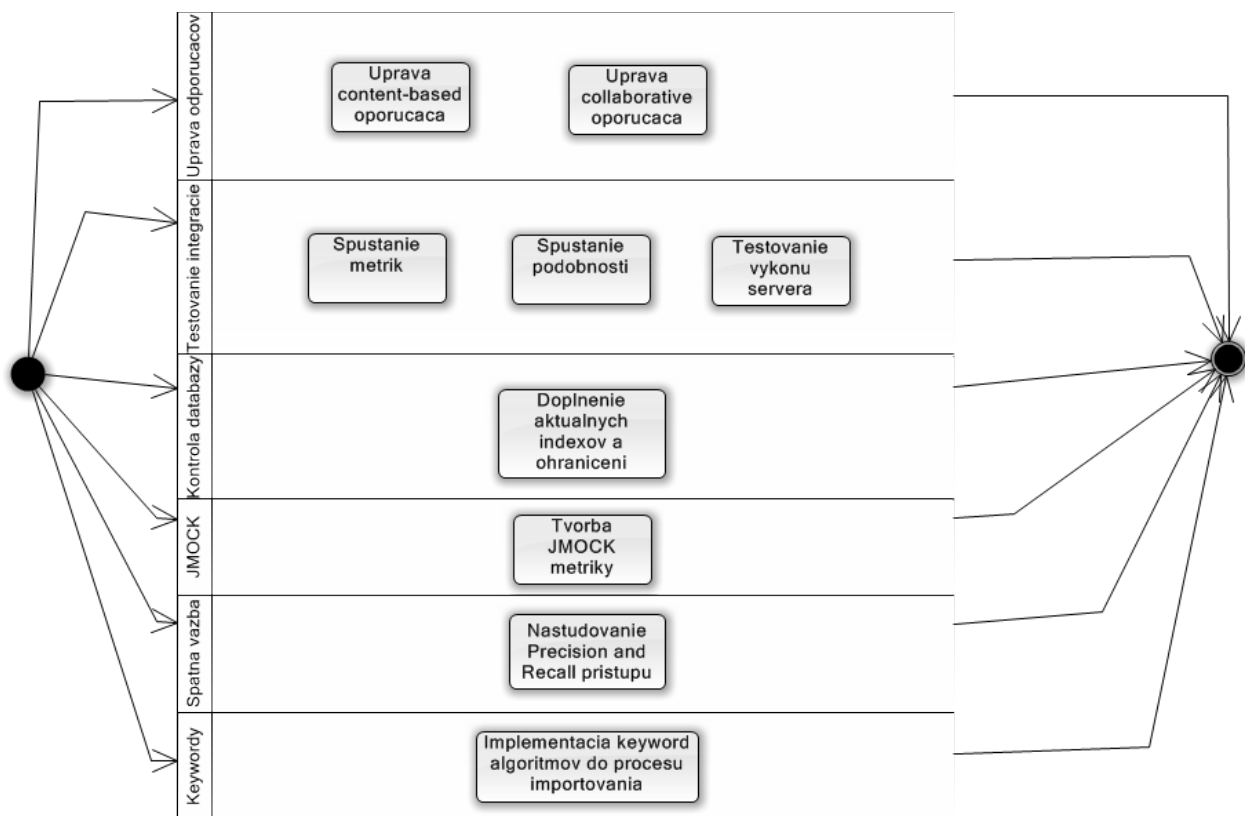 Uprava odporucacov
Uprava
content-based
oporucaca
Uprava
collaborative
oporucaca
Testovanie integracie
Spustanie
metrik
Spustanie
podobnosti
Testovanie
vykonu
servera
Kontrola databazy
Doplnenie
aktualnych
indexov a
ohraniceni
JMOCK
Tvorba
JMOCK
metriky
Spatna vazba
Nastudovanie
Precision and
Recall pristupu
Keywordy
Implementacia keyword
algoritmov do procesu
importovania